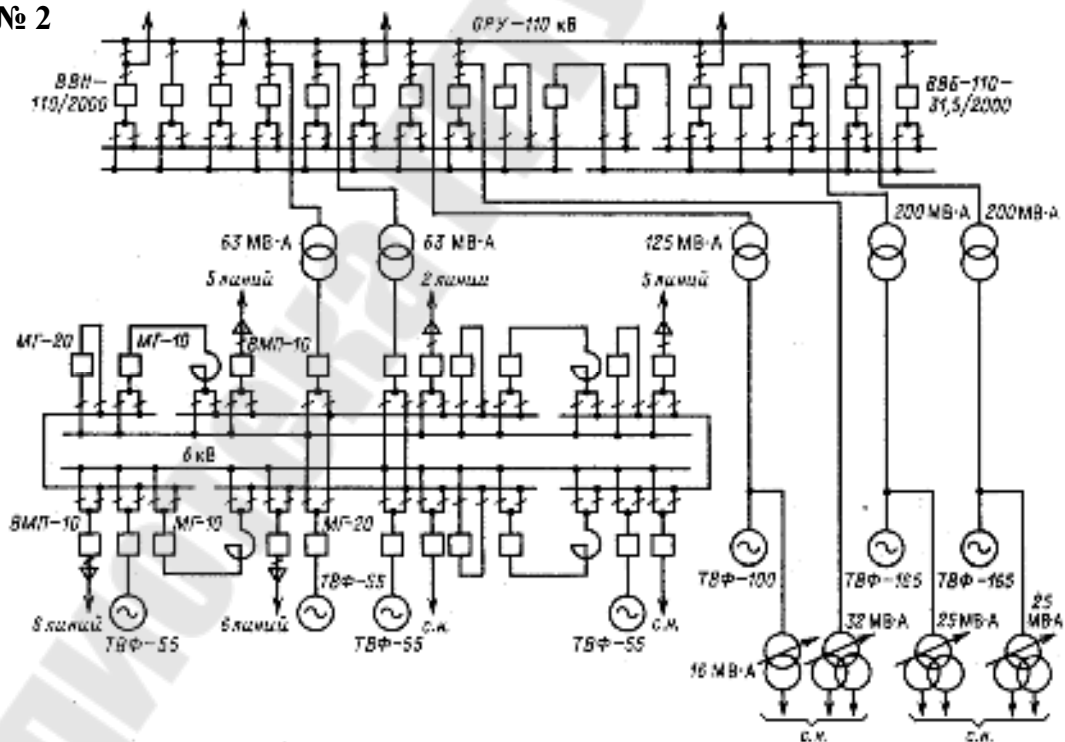 № 2
ОРУ-110 кВ
ВВН-
110/2000
ВВБ-110-
31,5/2000
63 МВ·А
63 МВ·А
125 МВ·А
200 МВ·А
200 МВ·А
5 линий
2 линии
5 линий
МГ-20
МГ-10
ВМП-10
6 кВ
ВМП-10
МГ-10
МГ-20
ТВФ-55
ТВФ-100
ТВФ-165
ТВФ-165
8 линий
ТВФ-55
6 линий
ТВФ-55
с.н.
ТВФ-55
с.н.
16 МВ·А
32 МВ·А
25 МВ·А
25
МВ·А
с.н.
с.н.